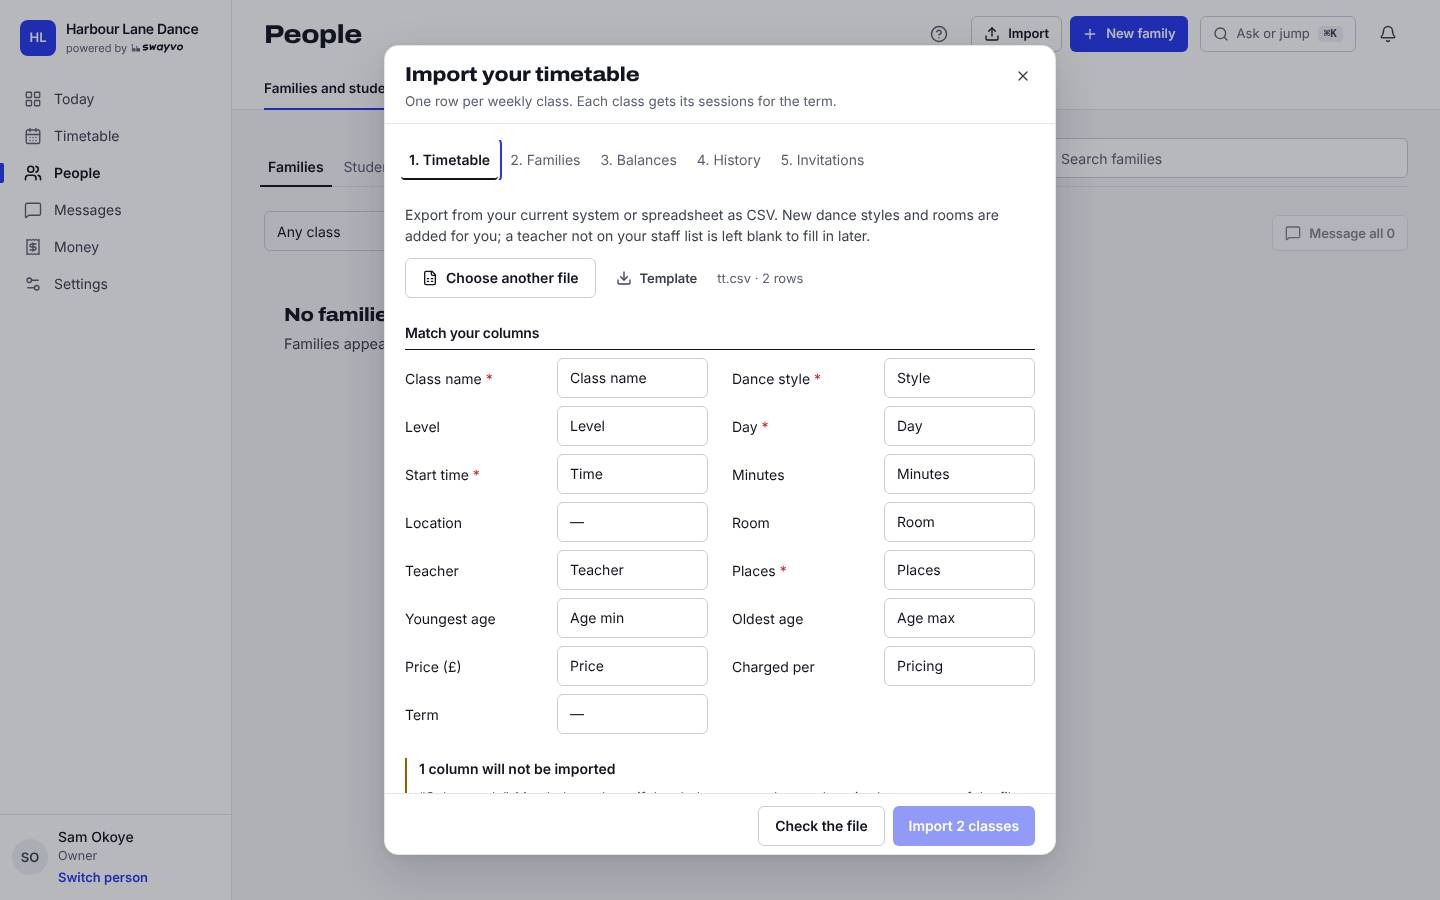 HL
Harbour Lane Dance
powered by swayvo
Today
Timetable
People
Messages
Money
Settings
SO
Sam Okoye
Owner
Switch person
People
Import
New family
Ask or jump
⌘K
Families and stude
Families
Studen
Search families
Any class
Message all 0
No familie
Families appea
Import your timetable
One row per weekly class. Each class gets its sessions for the term.
1. Timetable
2. Families
3. Balances
4. History
5. Invitations
Export from your current system or spreadsheet as CSV. New dance styles and rooms are
added for you; a teacher not on your staff list is left blank to fill in later.
Choose another file
Template
tt.csv · 2 rows
Match your columns
Class name *
Class name
Dance style *
Style
Level
Level
Day *
Day
Start time *
Time
Minutes
Minutes
Location
—
Room
Room
Teacher
Teacher
Places *
Places
Youngest age
Age min
Oldest age
Age max
Price (£)
Price
Charged per
Pricing
Term
—
1 column will not be imported
Check the file
Import 2 classes